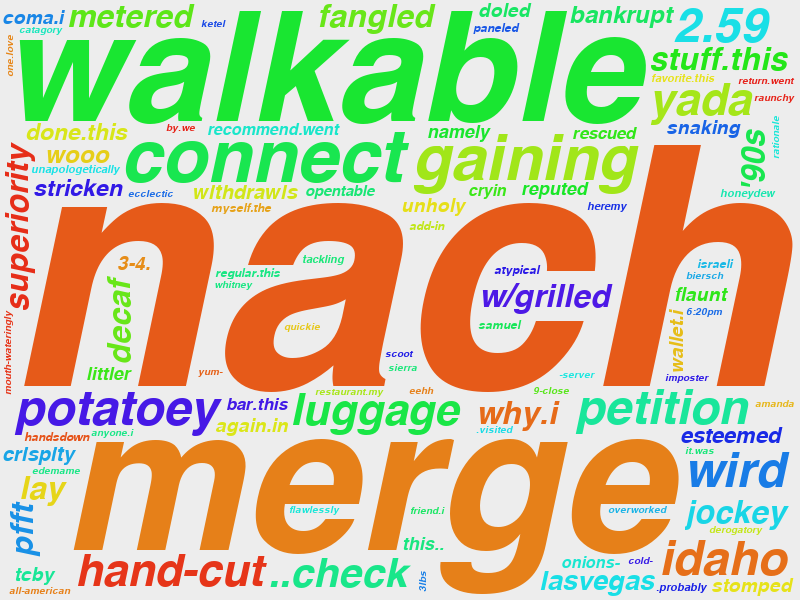 coma.i
metered
ketel
fangled
doled
paneled
bankrupt
2.59
catagory
one.love
walkable
stuff.this
favorite.this
return.went
yada
raunchy
done.this
by.we
recommend.went
namely
rescued
snaking
'90s
rationale
wooo
unapologetically
connect
gaining
superiority
stricken
ecclectic
wlthdrawls
opentable
cryin
reputed
honeydew
myself.the
unholy
heremy
add-in
nach
3-4.
tackling
regular.this
whitney
atypical
israeli
biersch
decaf
w/grilled
flaunt
6:20pm
quickie
samuel
wallet.i
mouth-wateringly
scoot
sierra
littler
yum-
-server
imposter
restaurant.my
eehh
9-close
potatoey
bar.this
luggage
why.i
petition
amanda
again.in
handsdown
anyone.i
.visited
esteemed
crlsplty
merge
it.was
edemame
lay
wird
flawlessly
friend.i
overworked
jockey
pfft
derogatory
this..
idaho
tcby
hand-cut
..check
onions-
cold-
all-american
3lbs
lasvegas
.probably
stomped